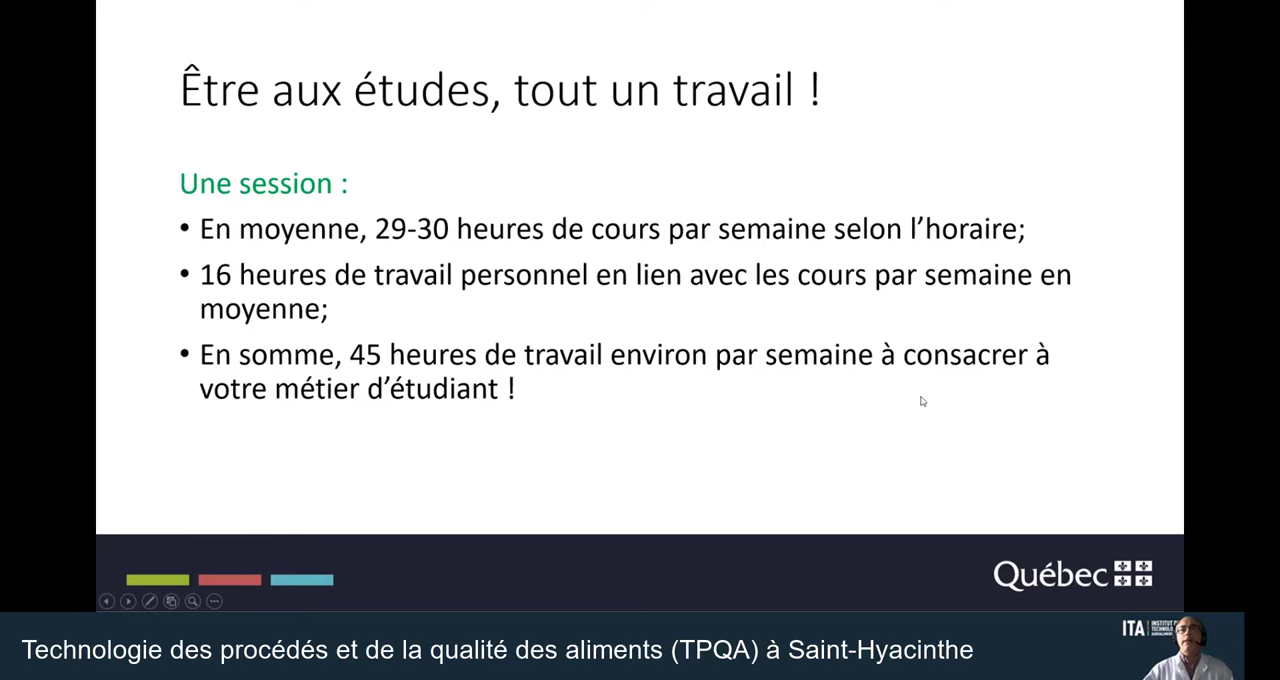 Être aux études, tout un travail !
Une session :
• En moyenne, 29-30 heures de cours par semaine selon l’horaire;
• 16 heures de travail personnel en lien avec les cours par semaine en
moyenne;
• En somme, 45 heures de travail environ par semaine à consacrer à
votre métier d’étudiant !
Québec
Technologie des procédés et de la qualité des aliments (TPQA) à Saint-Hyacinthe
ITA
INSTITUT